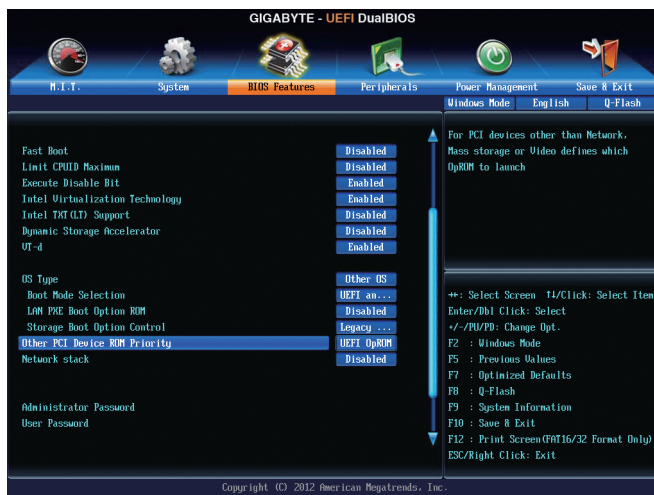 GIGABYTE - UEFI DualBIOS
M.I.T. System BIOS Features Peripherals Power Management Save & Exit
Windows Mode English Q-Flash
Fast Boot Disabled
Limit CPUID Maximum Disabled
Execute Disable Bit Enabled
Intel Virtualization Technology Enabled
Intel TXT(LT) Support Disabled
Dynamic Storage Accelerator Disabled
VT-d Enabled
OS Type Other OS
Boot Mode Selection UEFI an...
LAN PXE Boot Option ROM Disabled
Storage Boot Option Control Legacy ...
Other PCI Device ROM Priority UEFI OpROM
Network stack Disabled
Administrator Password
User Password
For PCI devices other than Network,
Mass storage or Video defines which
OpROM to launch
→←: Select Screen ↑↓/Click: Select Item
Enter/Dbl Click: Select
+/-/PU/PD: Change Opt.
F2 : Windows Mode
F5 : Previous Values
F7 : Optimized Defaults
F8 : Q-Flash
F9 : System Information
F10 : Save & Exit
F12 : Print Screen(FAT16/32 Format Only)
ESC/Right Click: Exit
Copyright (C) 2012 American Megatrends, Inc.